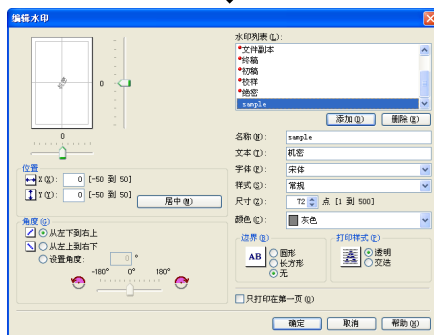 编辑水印
水印列表(L):
*文件副本
*终稿
*初稿
*校样
*绝密
sample
添加(D) 删除(Z)
机密
0
0
名称(N): sample
文本(T): 机密
字体(F): 宋体
样式(S): 常规
尺寸(Z): 72 点 [1 到 500]
颜色(C): 灰色
位置
X(X): 0 [-50 到 50]
Y(Y): 0 [-50 到 50]
居中(W)
角度(G)
从左下到右上
从左上到右下
设置角度: 0 °
-180° 0° 180°
边界(B)
AB
圆形
长方形
无
打印样式(P)
透明
交迭
只打印在第一页(O)
确定 取消 帮助(H)